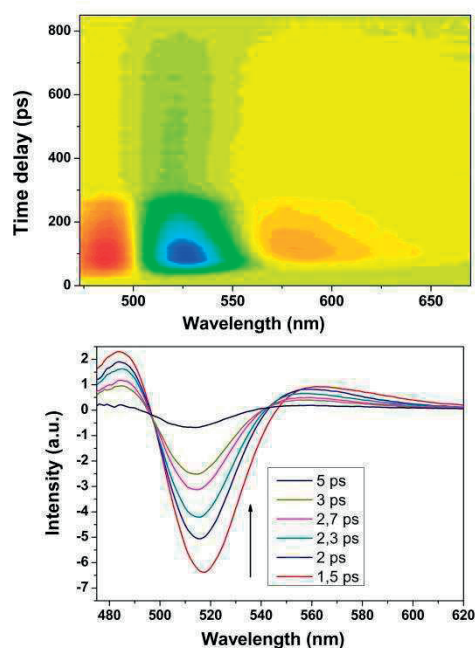 Time delay (ps)
800
600
400
200
0
500
550
600
650
Wavelength (nm)
Intensity (a.u.)
2
1
0
-1
-2
-3
-4
-5
-6
-7
5 ps
3 ps
2,7 ps
2,3 ps
2 ps
1,5 ps
480
500
520
540
560
580
600
620
Wavelength (nm)